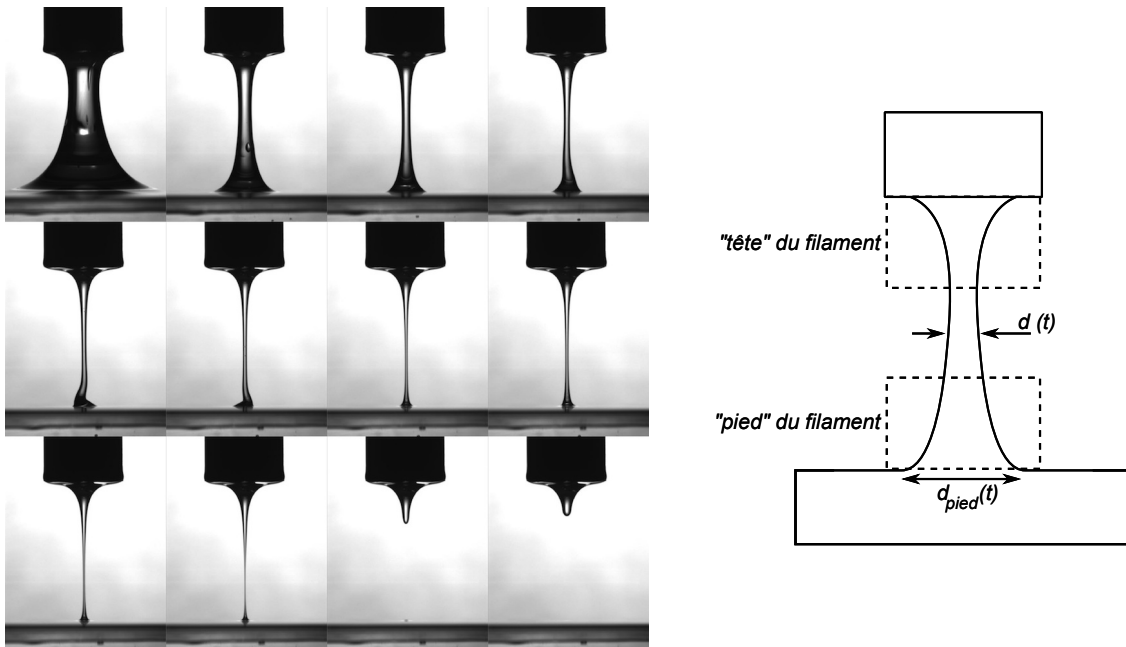 "tête" du filament
d (t)
"pied" du filament
d_pied(t)